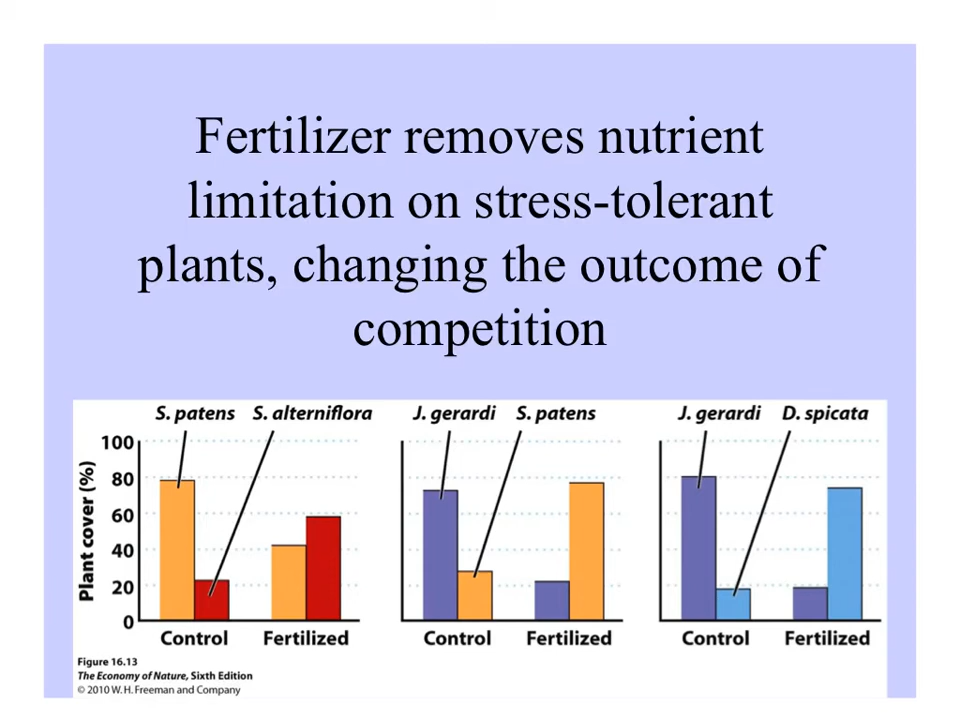 Fertilizer removes nutrient
limitation on stress-tolerant
plants, changing the outcome of
competition
S. patens S. alterniflora J. gerardi S. patens J. gerardi D. spicata
Plant cover (%)
100
80
60
40
20
0
Control Fertilized Control Fertilized Control Fertilized
Figure 16.13
The Economy of Nature, Sixth Edition
© 2010 W. H. Freeman and Company